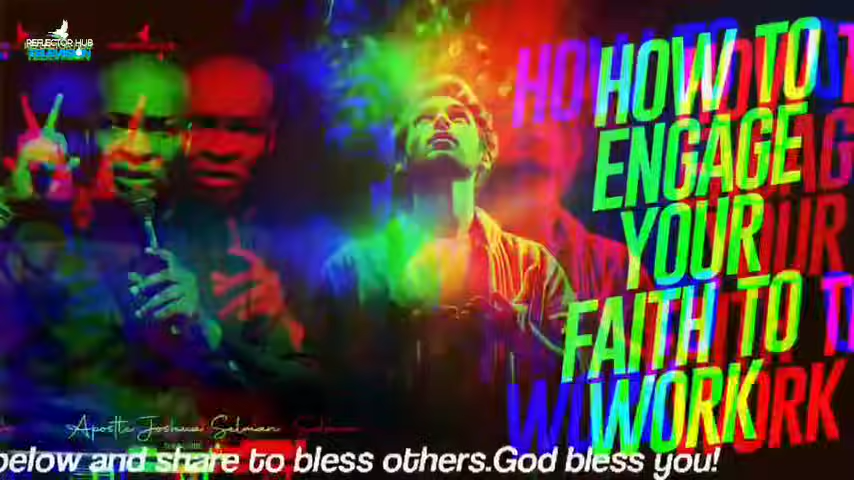 REFLECTOR HUB
TELEVISION
HOW TO
ENGAGE
YOUR
FAITH TO
WORK
Apostle Joshua Selman
below and share to bless others.God bless you!